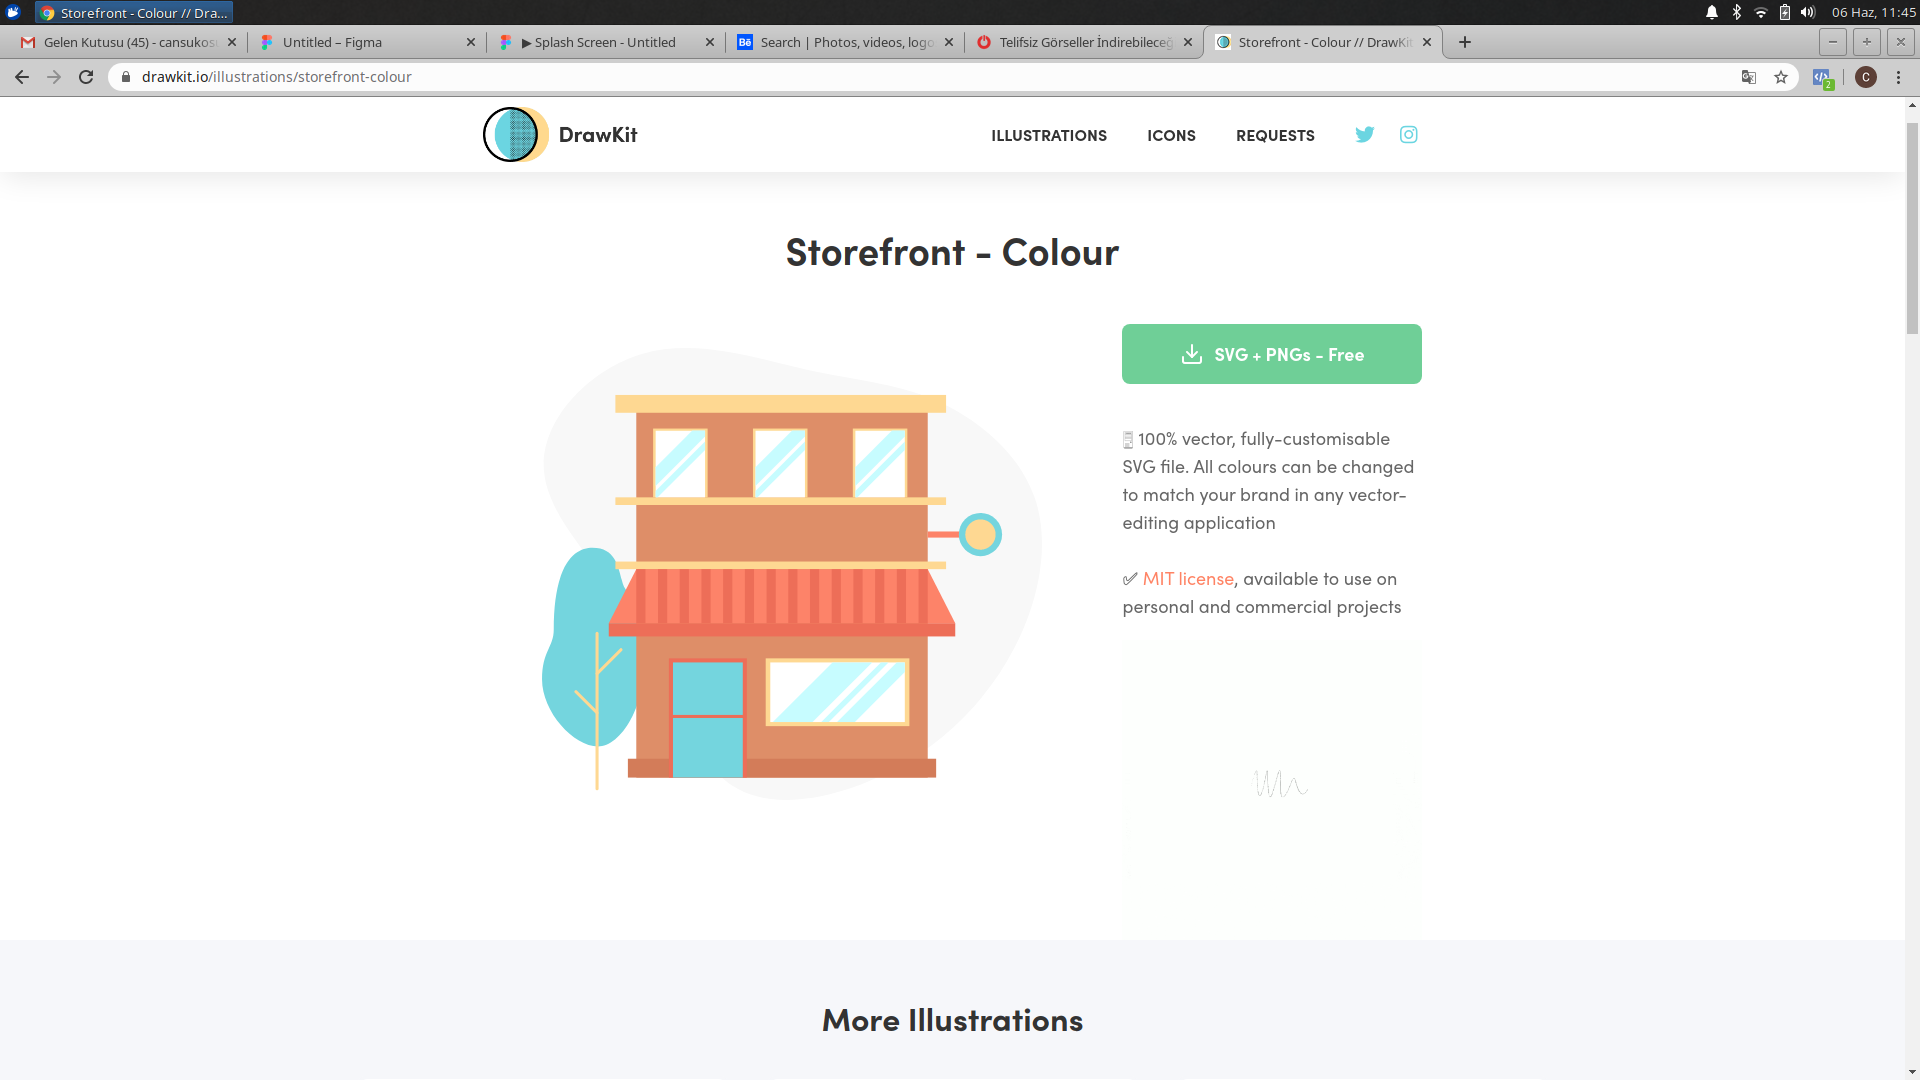 Storefront - Colour // Dra...
06 Haz, 11:45
Gelen Kutusu (45) - cansukos
Untitled – Figma
▶ Splash Screen - Untitled
Bē
Search | Photos, videos, logo
Telifsiz Görseller İndirebileceğ
Storefront - Colour // DrawKit
drawkit.io/illustrations/storefront-colour
2
C
DrawKit
ILLUSTRATIONS
ICONS
REQUESTS
Storefront - Colour
SVG + PNGs - Free
100% vector, fully-customisable
SVG file. All colours can be changed
to match your brand in any vector-
editing application
✅ MIT license, available to use on
personal and commercial projects
More Illustrations